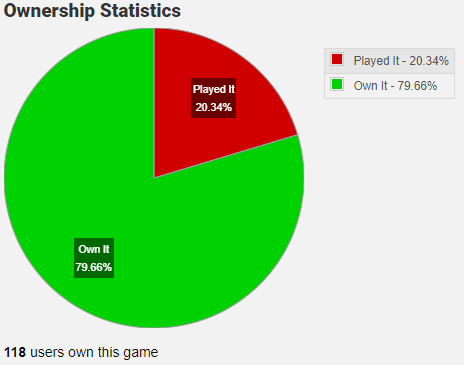 Ownership Statistics
Played It
20.34%
Played It - 20.34%
Own It - 79.66%
Own It
79.66%
118 users own this game